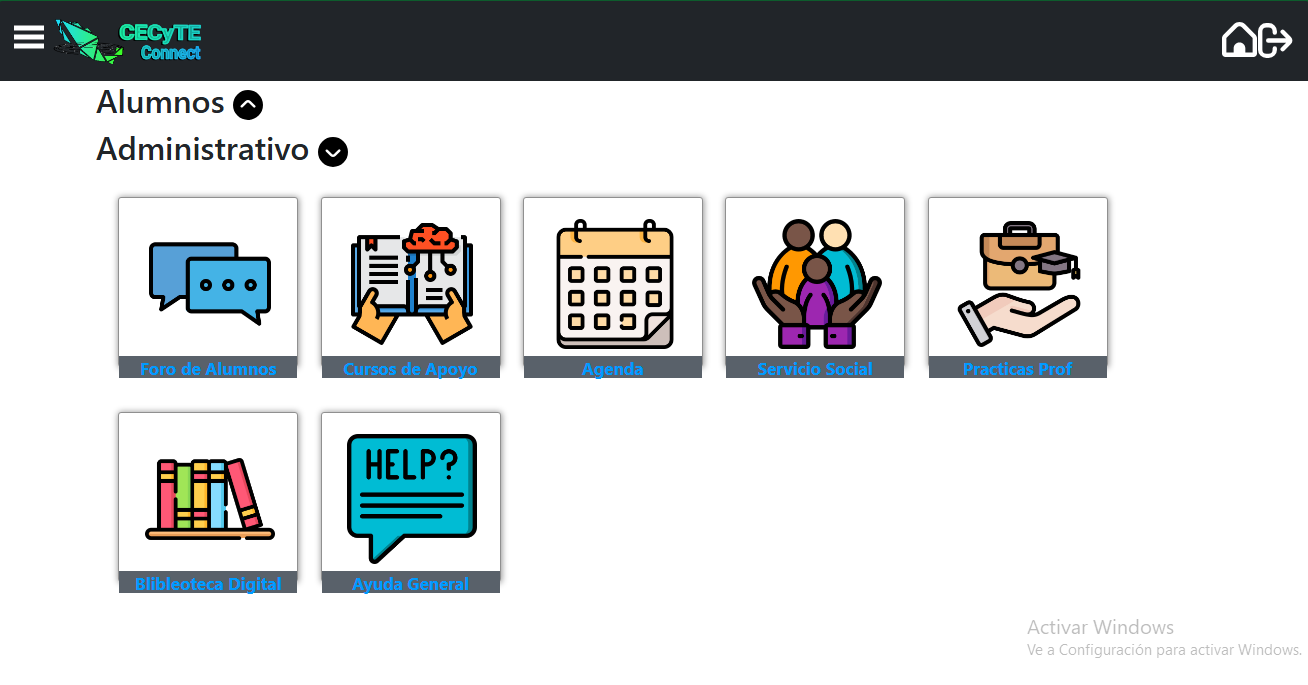 CECyTE
Connect
Alumnos
Administrativo
Foro de Alumnos
Cursos de Apoyo
Agenda
Servicio Social
Practicas Prof
HELP?
Blibleoteca Digital
Ayuda General
Activar Windows
Ve a Configuración para activar Windows.